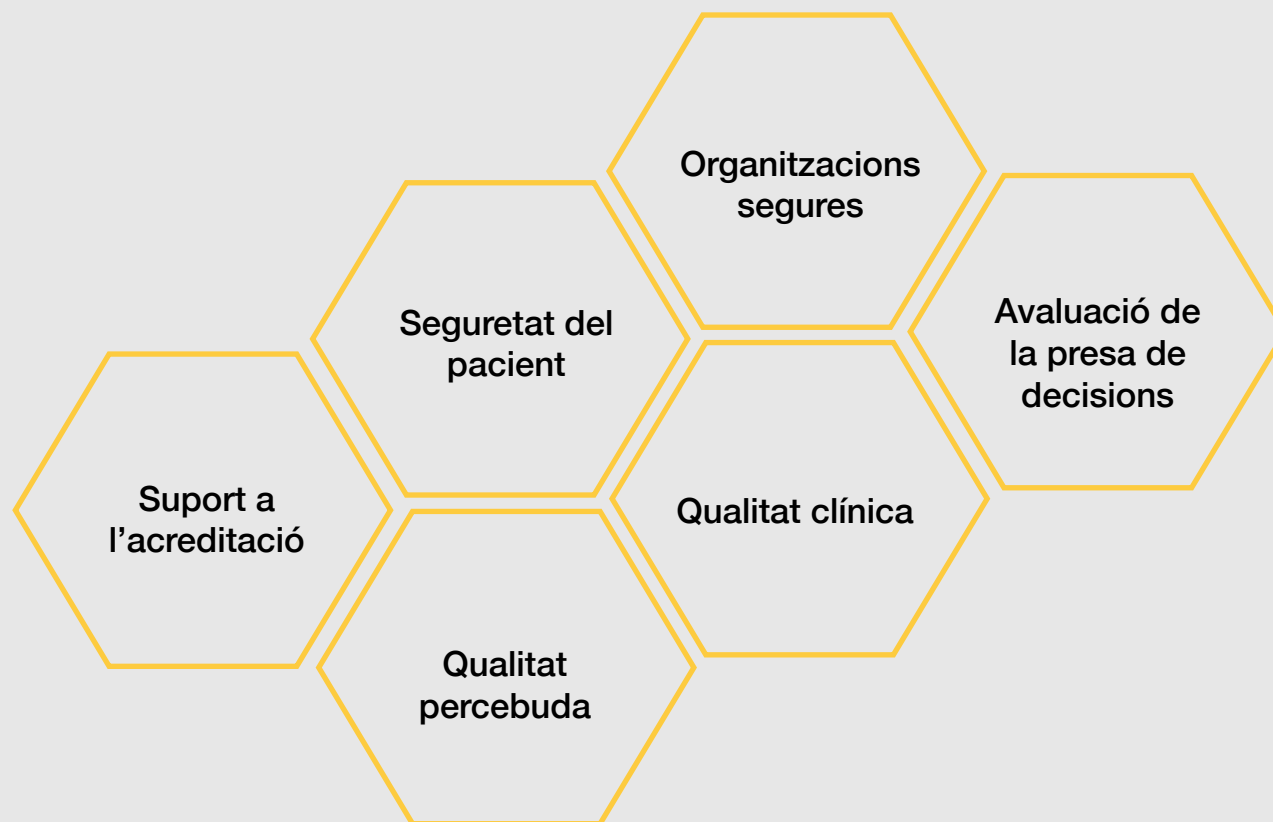 Organitzacions
segures
Seguretat del
pacient
Avaluació de
la presa de
decisions
Suport a
l’acreditació
Qualitat clínica
Qualitat
percebuda